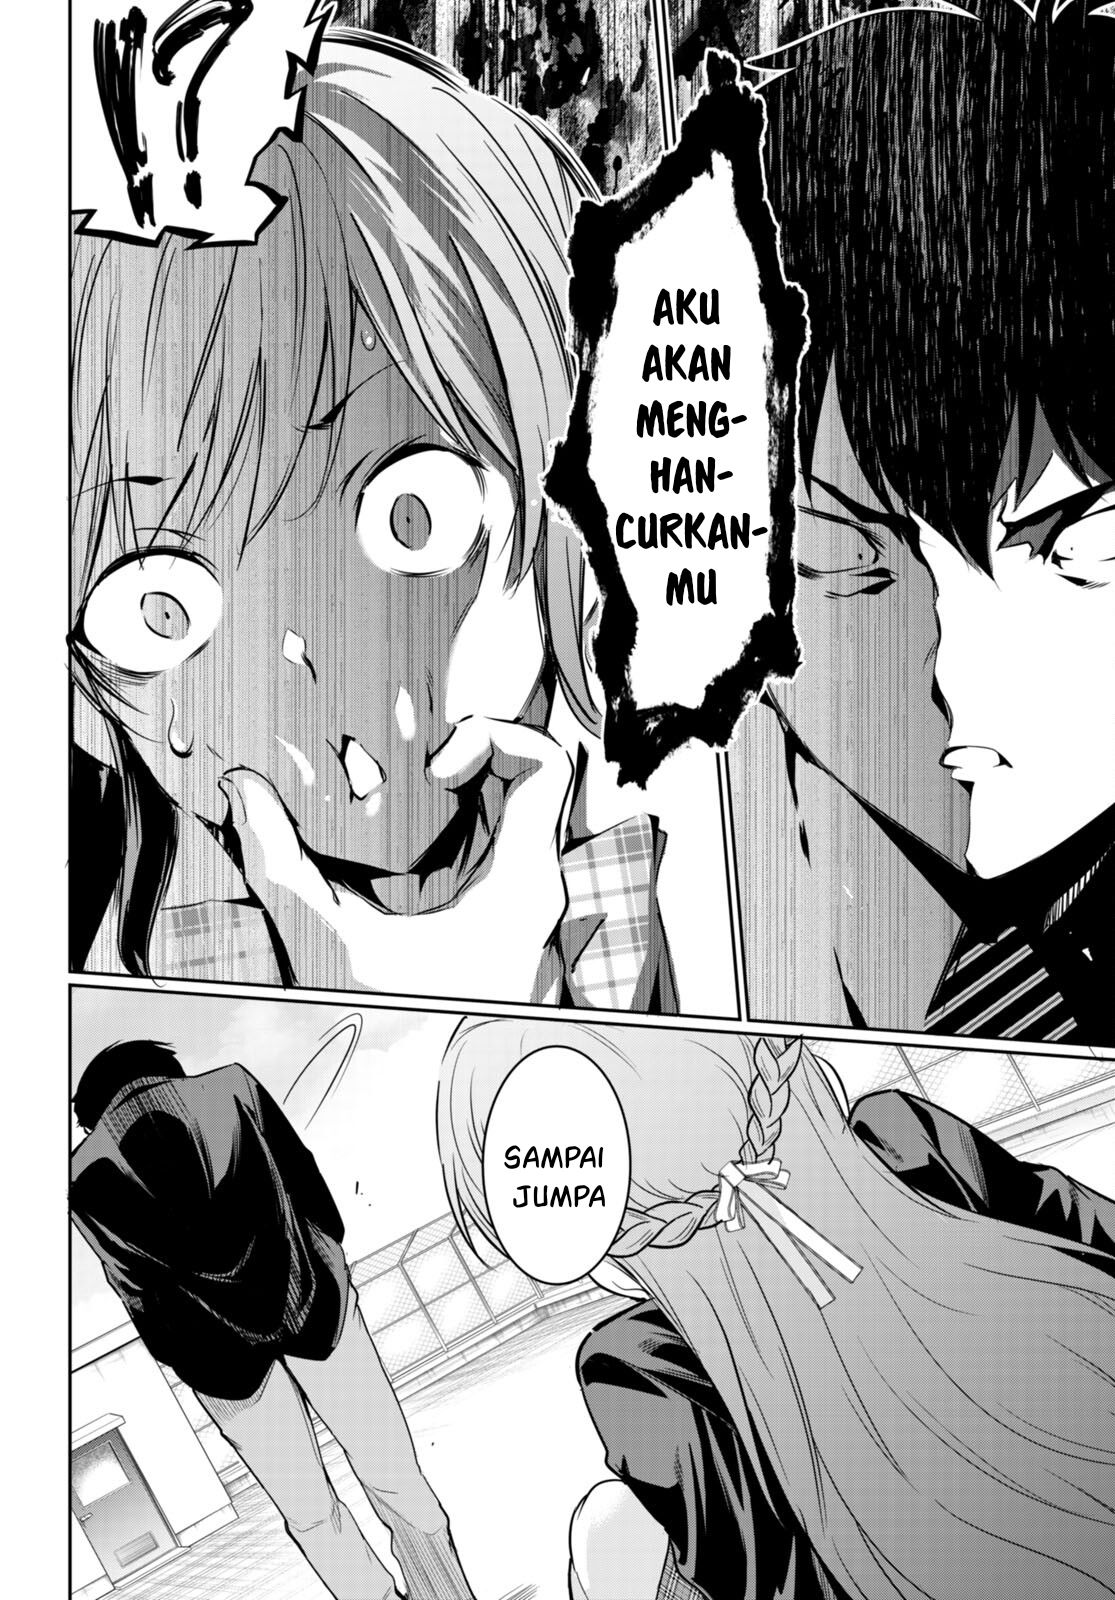 AKU
AKAN
MENG-
HAN-
CURKAN-
MU
!?
SAMPAI
JUMPA